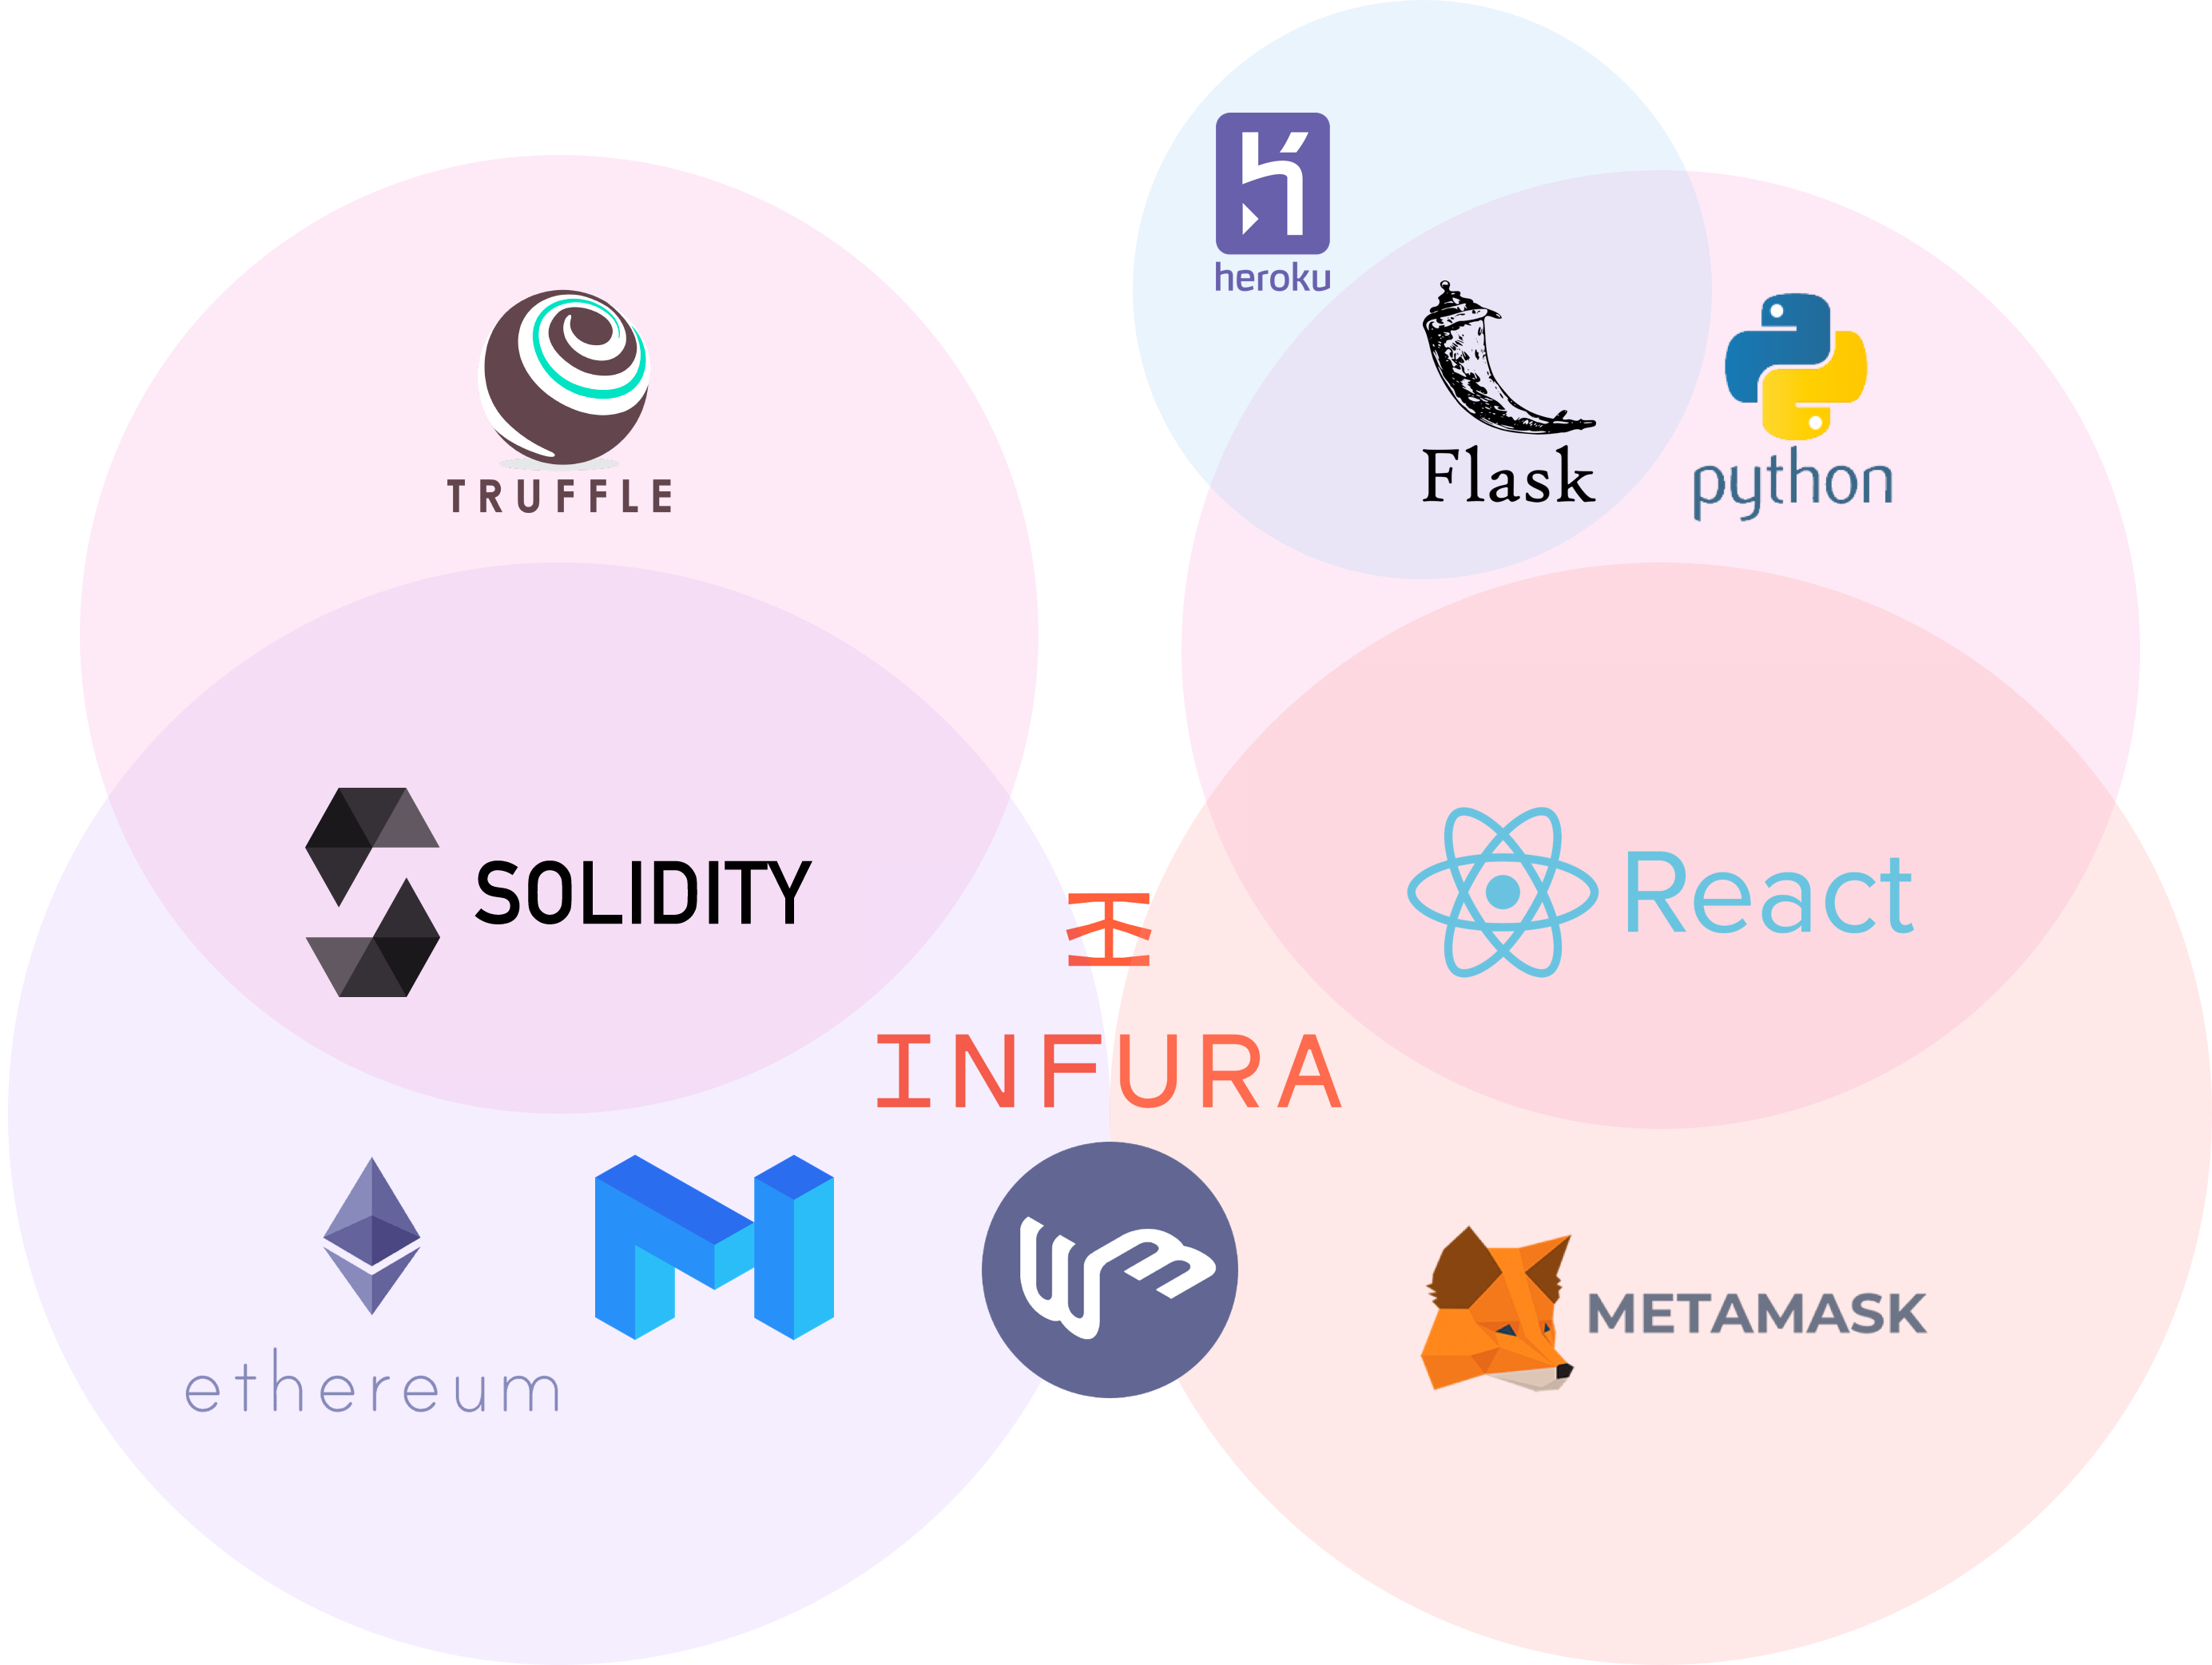 heroku
TRUFFLE
Flask
python
SOLIDITY
React
INFURA
METAMASK
ethereum